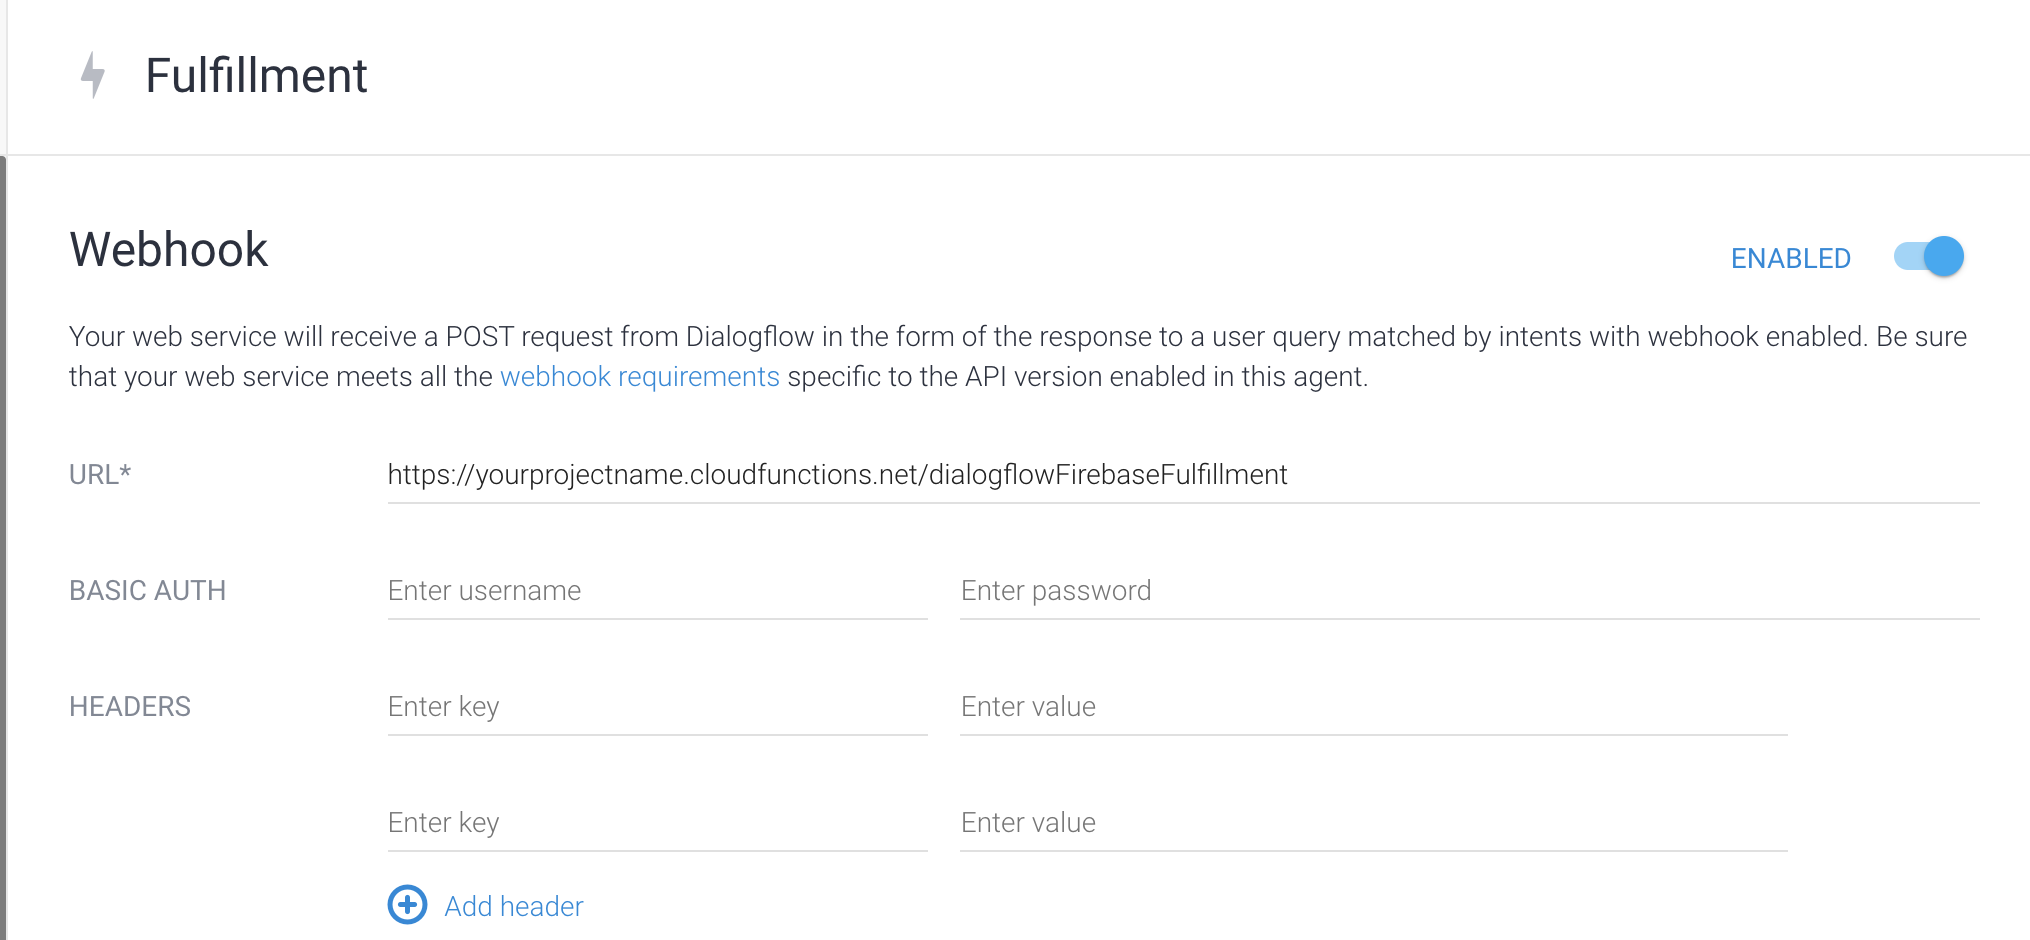 Fulfillment
Webhook
ENABLED
Your web service will receive a POST request from Dialogflow in the form of the response to a user query matched by intents with webhook enabled. Be sure
that your web service meets all the webhook requirements specific to the API version enabled in this agent.
URL* https://yourprojectname.cloudfunctions.net/dialogflowFirebaseFulfillment
BASIC AUTH Enter username Enter password
HEADERS Enter key Enter value
Enter key Enter value
Add header